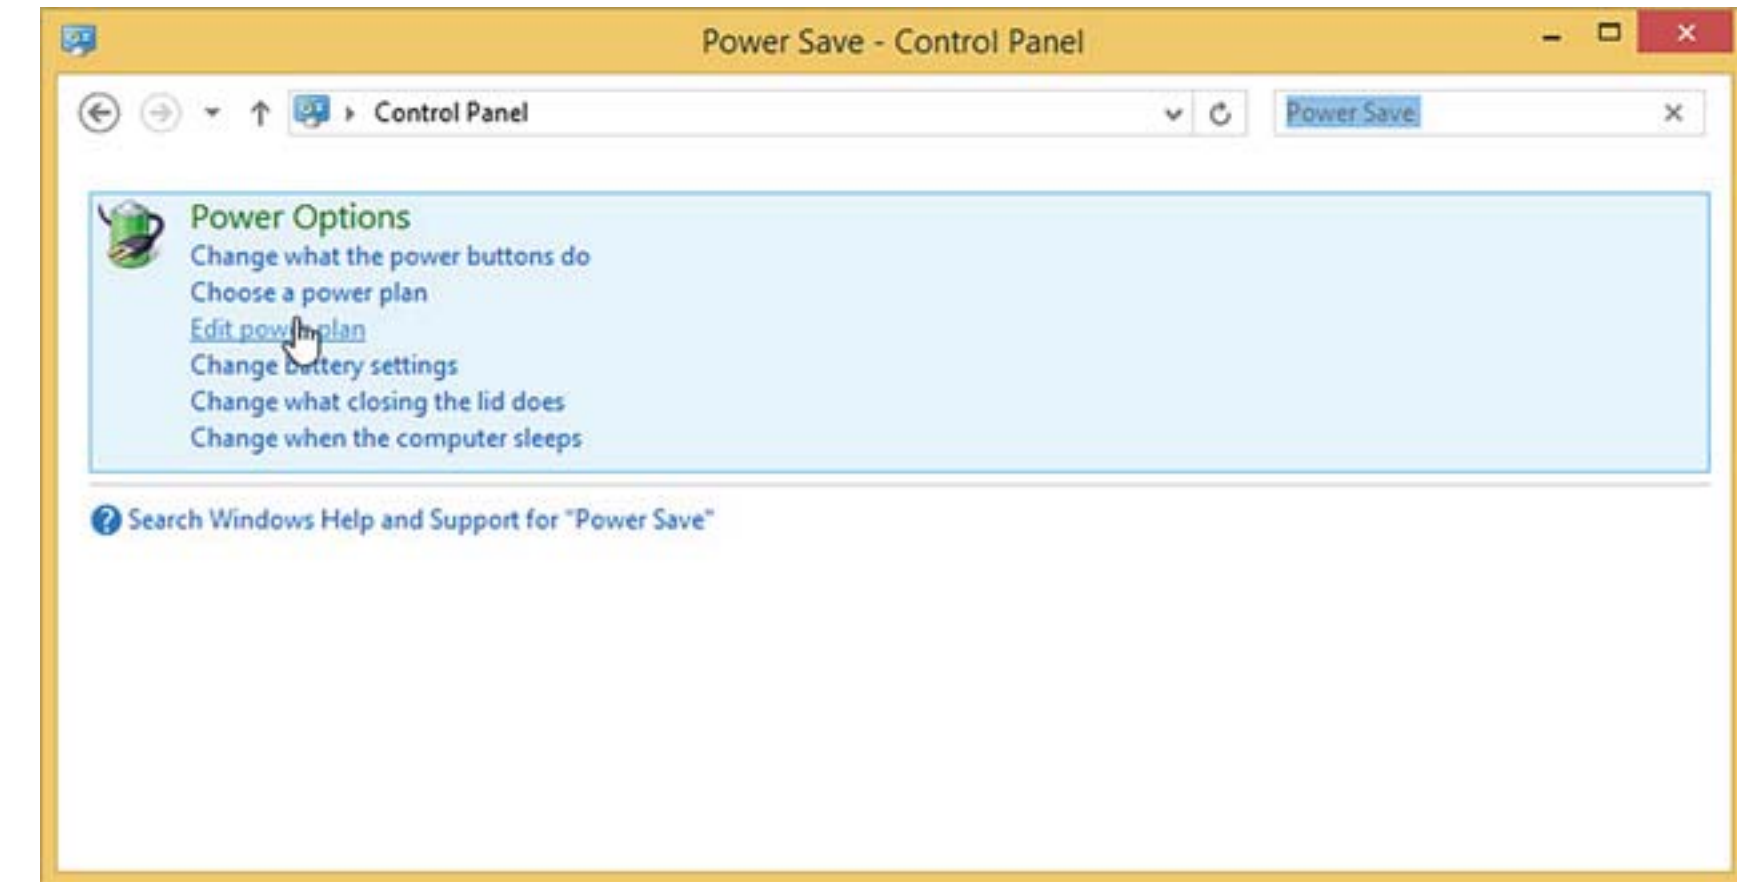 Power Save - Control Panel
Control Panel
Power Save
Power Options
Change what the power buttons do
Choose a power plan
Edit power plan
Change battery settings
Change what closing the lid does
Change when the computer sleeps
Search Windows Help and Support for "Power Save"